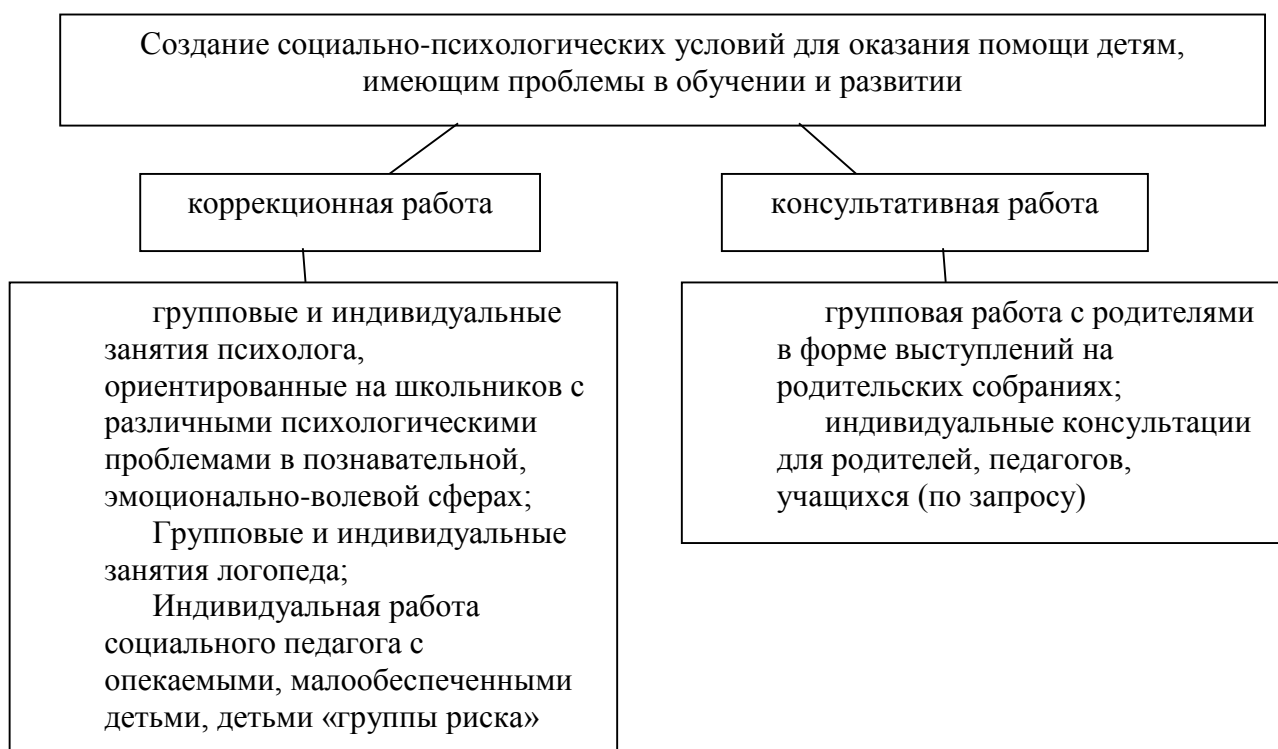 Создание социально-психологических условий для оказания помощи детям,
имеющим проблемы в обучении и развитии
коррекционная работа
консультативная работа
групповые и индивидуальные
занятия психолога,
ориентированные на школьников с
различными психологическими
проблемами в познавательной,
эмоционально-волевой сферах;
Групповые и индивидуальные
занятия логопеда;
Индивидуальная работа
социального педагога с
опекаемыми, малообеспеченными
детьми, детьми «группы риска»
групповая работа с родителями
в форме выступлений на
родительских собраниях;
индивидуальные консультации
для родителей, педагогов,
учащихся (по запросу)